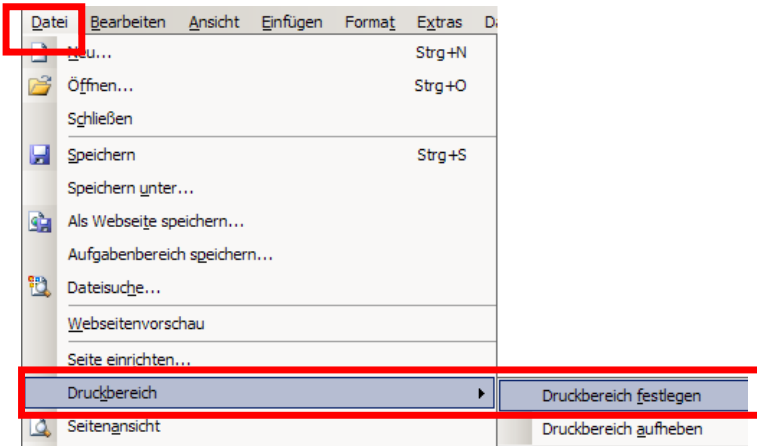 Datei Bearbeiten Ansicht Einfügen Format Extras
Neu... Strg+N
Öffnen... Strg+O
Schließen
Speichern Strg+S
Speichern unter...
Als Webseite speichern...
Aufgabenbereich speichern...
Dateisuche...
Webseitenvorschau
Seite einrichten...
Druckbereich Druckbereich festlegen
Seitenansicht Druckbereich aufheben